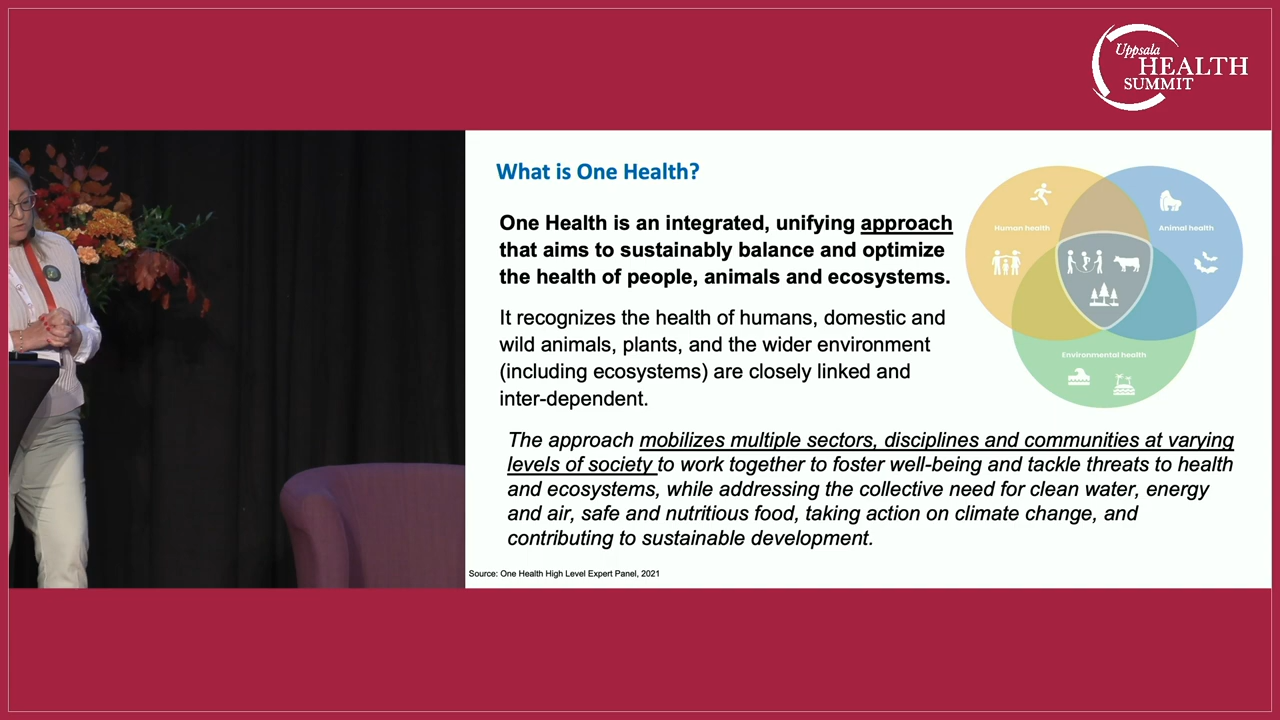 Uppsala
HEALTH
SUMMIT
What is One Health?
One Health is an integrated, unifying approach
that aims to sustainably balance and optimize
the health of people, animals and ecosystems.
It recognizes the health of humans, domestic and
wild animals, plants, and the wider environment
(including ecosystems) are closely linked and
inter-dependent.
Human health
Animal health
Environmental health
The approach mobilizes multiple sectors, disciplines and communities at varying
levels of society to work together to foster well-being and tackle threats to health
and ecosystems, while addressing the collective need for clean water, energy
and air, safe and nutritious food, taking action on climate change, and
contributing to sustainable development.
Source: One Health High Level Expert Panel, 2021